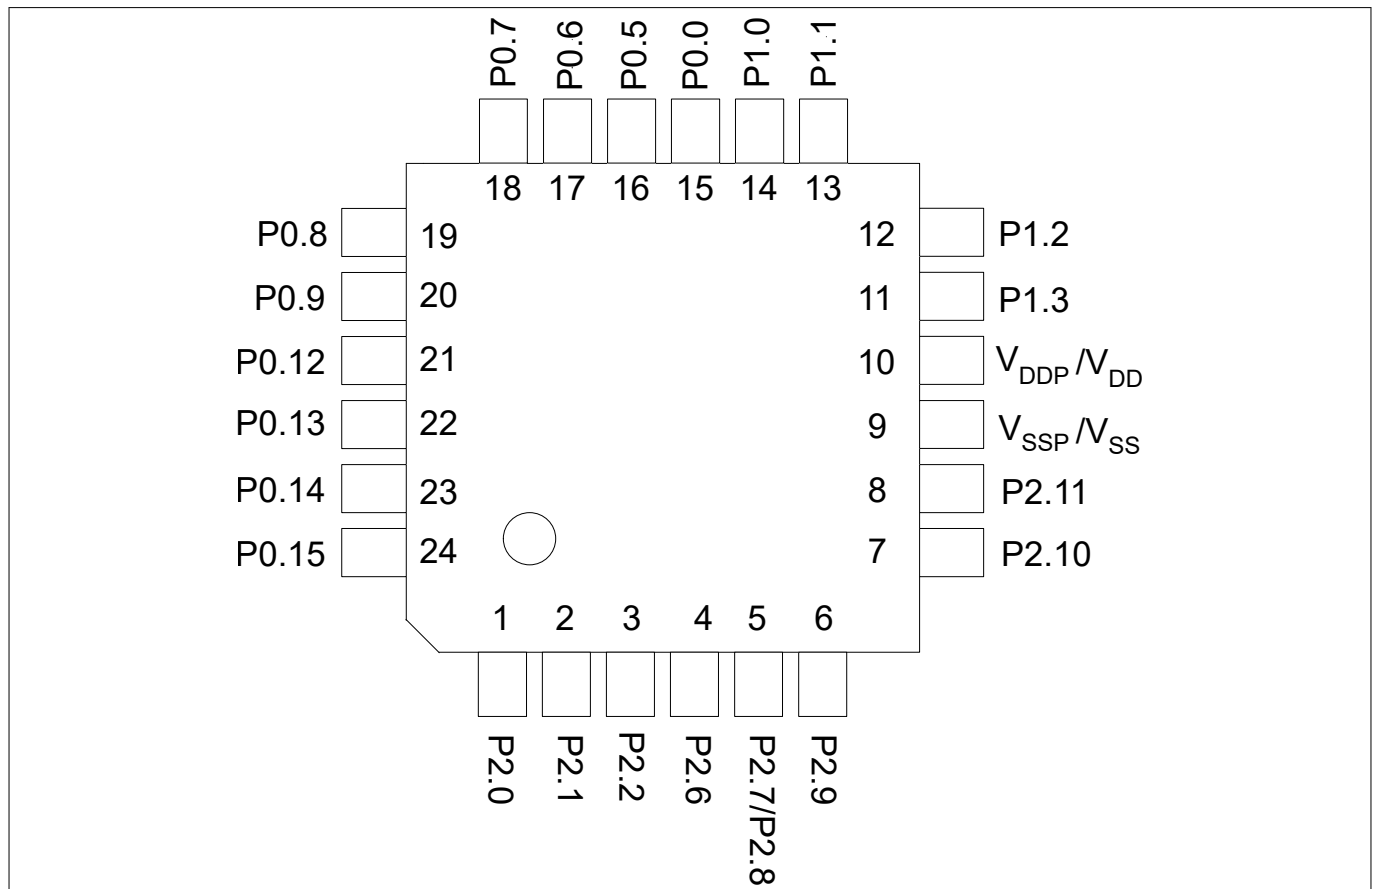 P0.7 P0.6 P0.5 P0.0 P1.0 P1.1
18 17 16 15 14 13
P0.8 19 12 P1.2
P0.9 20 11 P1.3
P0.12 21 10 VDDP/VDD
P0.13 22 9 VSSP/VSS
P0.14 23 8 P2.11
P0.15 24 7 P2.10
1 2 3 4 5 6
P2.0 P2.1 P2.2 P2.6 P2.7/P2.8 P2.9